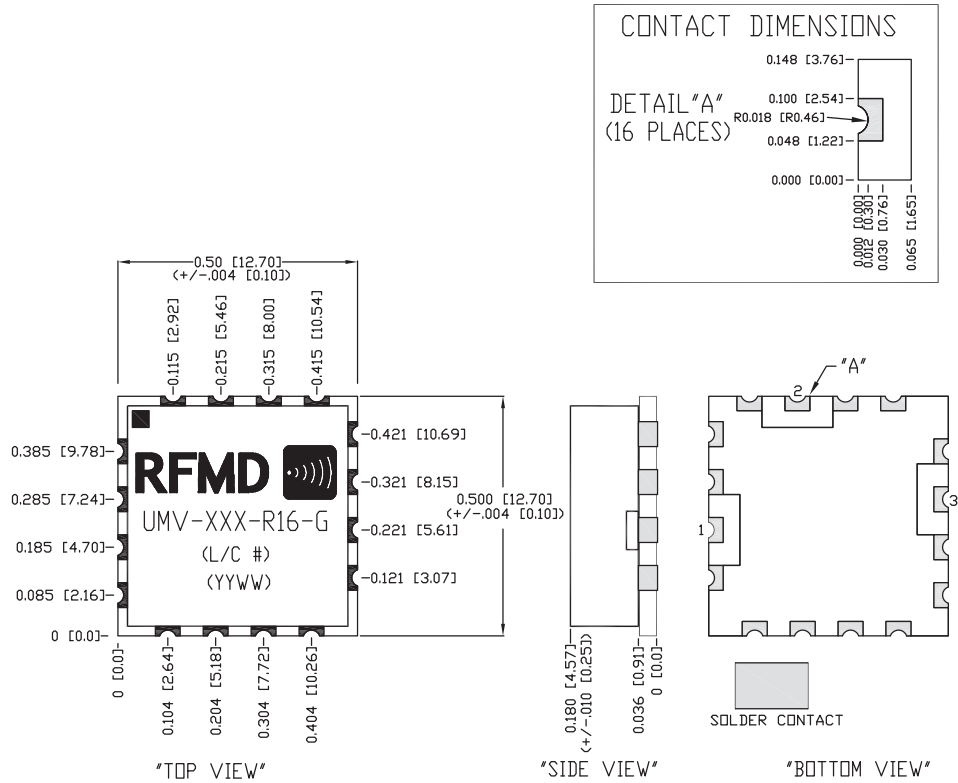 CONTACT DIMENSIONS
0.148 [3.76]
DETAIL"A"
(16 PLACES)
0.100 [2.54]
R0.018 [R0.46]
0.048 [1.22]
0.000 [0.00]
0.000 [0.00]
0.012 [0.30]
0.030 [0.76]
0.065 [1.65]
0.50 [12.70]
(+/-.004 [0.10])
0.115 [2.92]
0.215 [5.46]
0.315 [8.00]
0.415 [10.54]
0.385 [9.78]
0.285 [7.24]
0.185 [4.70]
0.085 [2.16]
0 [0.0]
RFMD
UMV-XXX-R16-G
(L/C #)
(YYWW)
0.421 [10.69]
0.321 [8.15]
0.221 [5.61]
0.121 [3.07]
0.500 [12.70]
(+/-.004 [0.10])
0 [0.0]
0.104 [2.64]
0.204 [5.18]
0.304 [7.72]
0.404 [10.26]
"TOP VIEW"
0.180 [4.57]
(+/-.010 [0.25])
0.036 [0.91]
0 [0.0]
"SIDE VIEW"
"A"
2
1
3
SOLDER CONTACT
"BOTTOM VIEW"